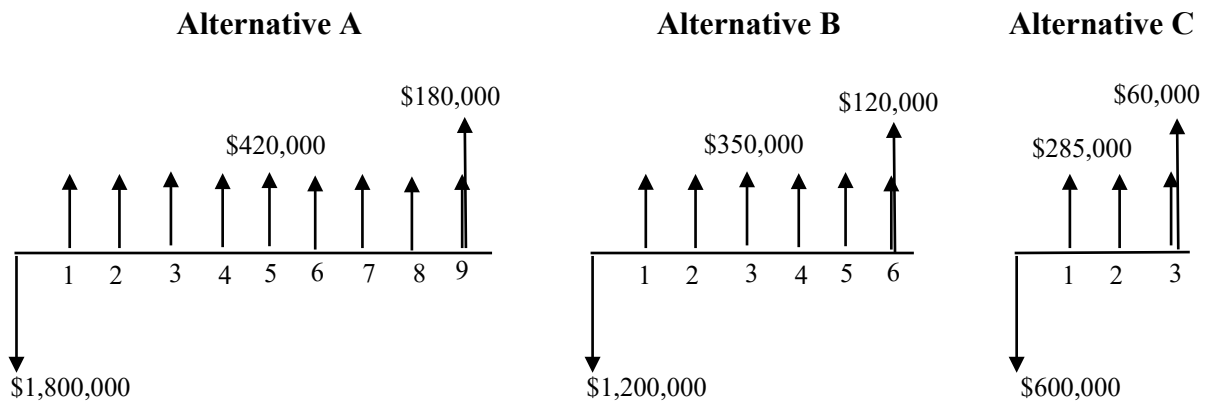 Alternative A
Alternative B
Alternative C
$180,000
$420,000
1 2 3 4 5 6 7 8 9
$1,800,000
$120,000
$350,000
1 2 3 4 5 6
$1,200,000
$60,000
$285,000
1 2 3
$600,000